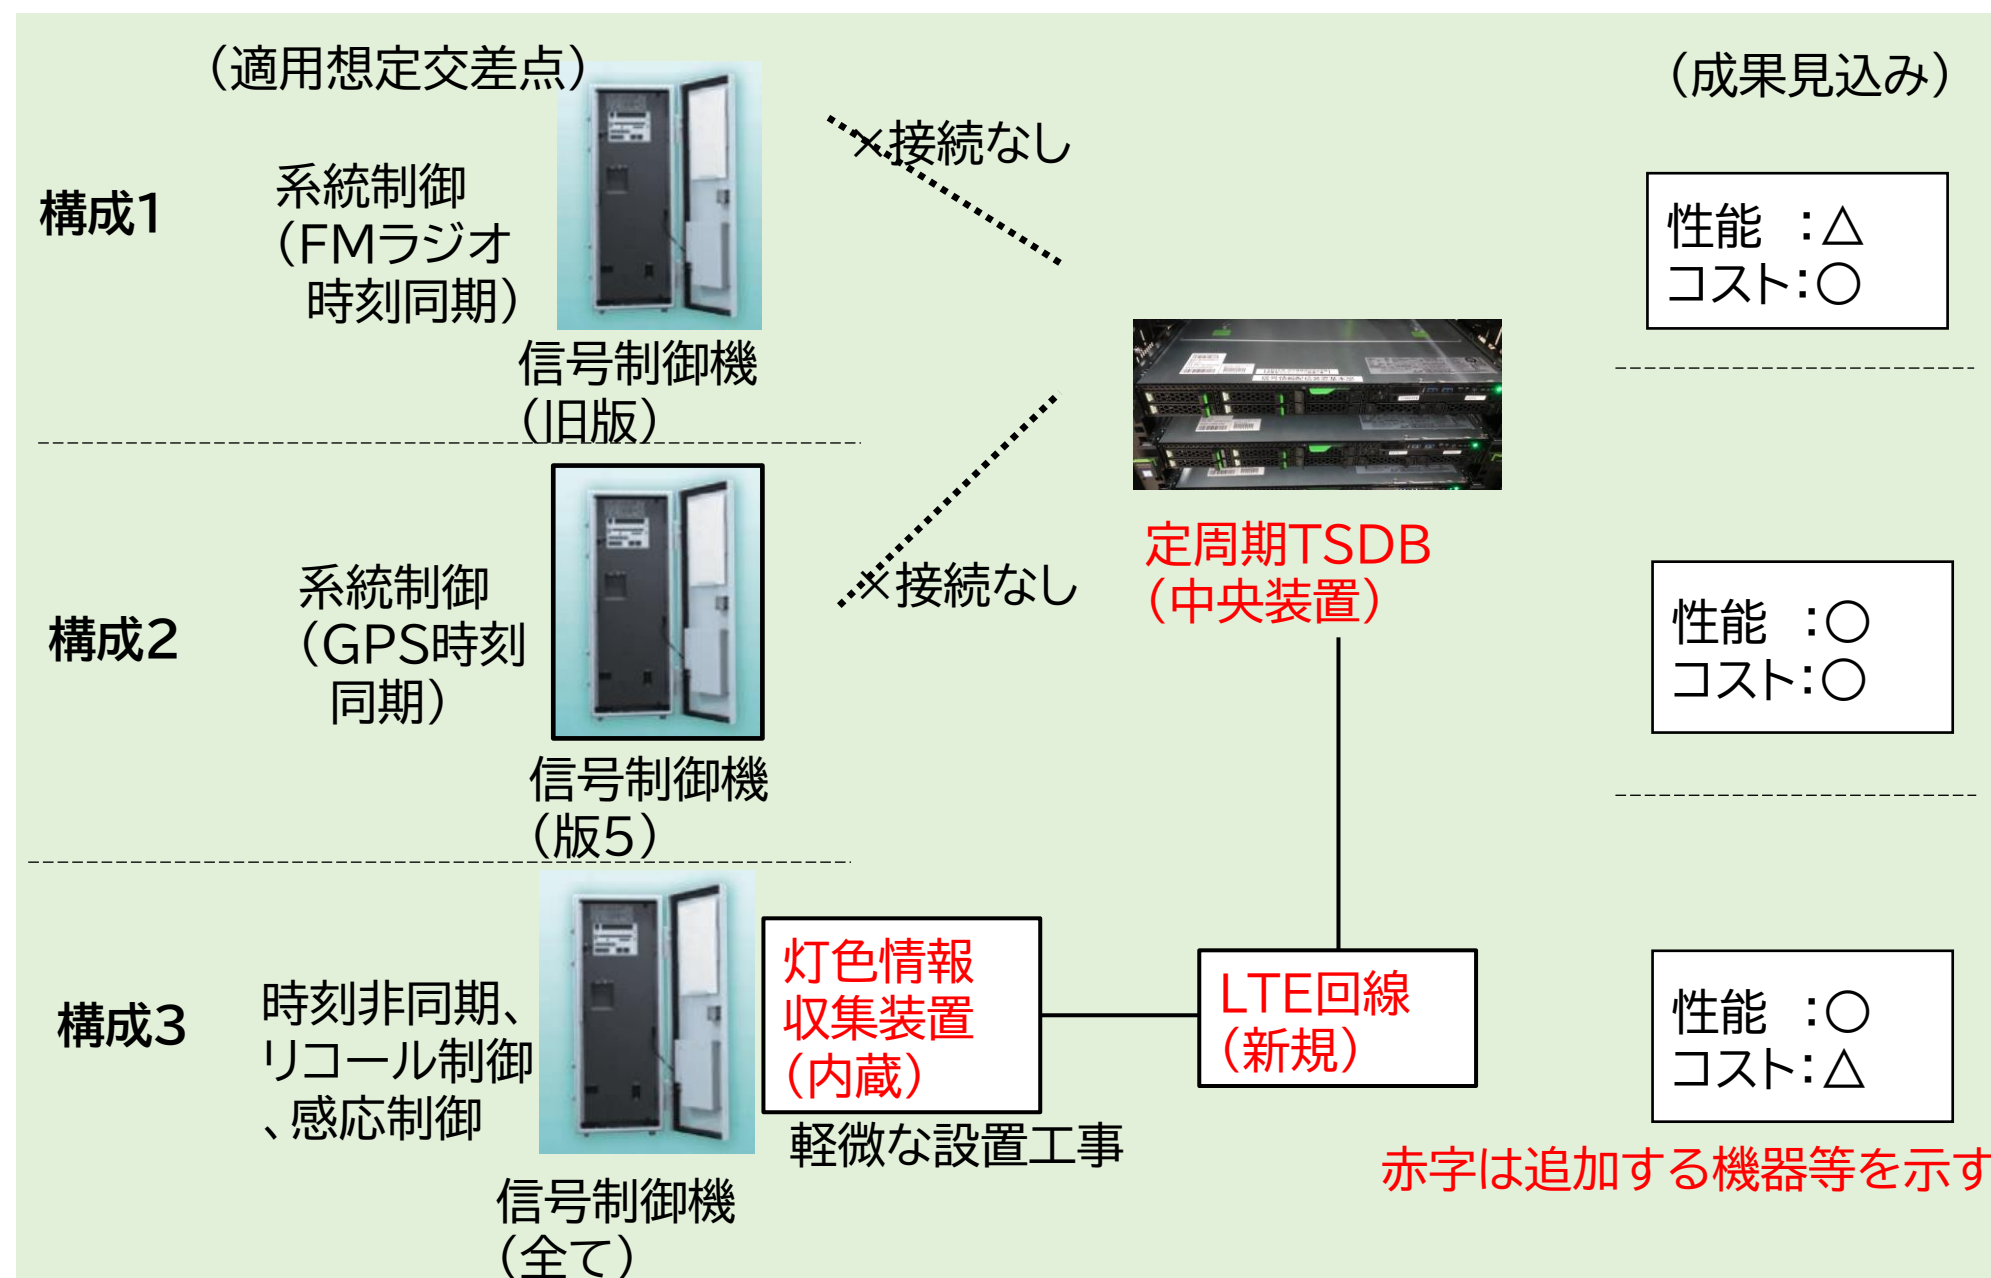 （適用想定交差点）
（成果見込み）
構成1
系統制御
（FMラジオ
時刻同期）
信号制御機
（旧版）
×接続なし
性能　：△
コスト：○
構成2
系統制御
（GPS時刻
同期）
信号制御機
（版5）
×接続なし
定周期TSDB
（中央装置）
性能　：○
コスト：○
構成3
時刻非同期、
リコール制御
、感応制御
信号制御機
（全て）
灯色情報
収集装置
（内蔵）
軽微な設置工事
LTE回線
（新規）
性能　：○
コスト：△
赤字は追加する機器等を示す